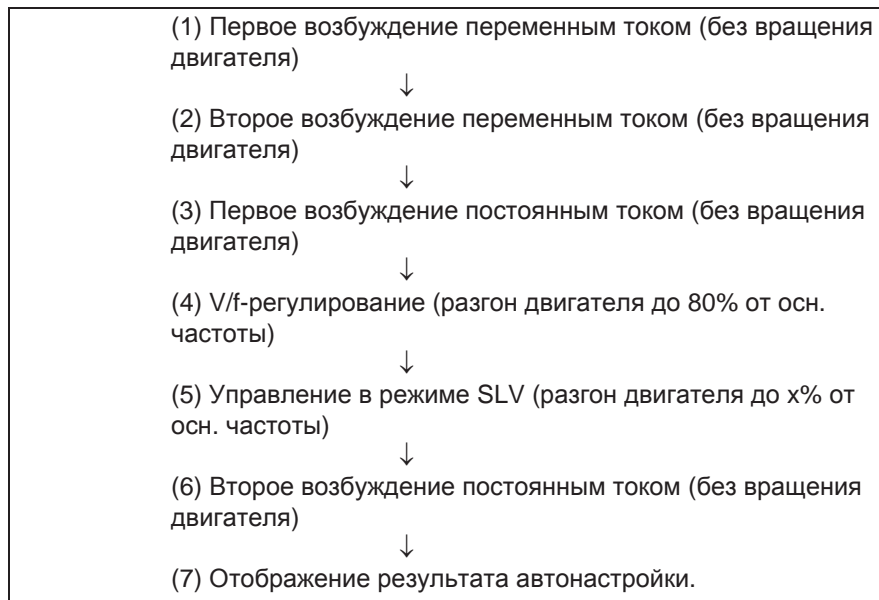 (1) Первое возбуждение переменным током (без вращения
двигателя)
↓
(2) Второе возбуждение переменным током (без вращения
двигателя)
↓
(3) Первое возбуждение постоянным током (без вращения
двигателя)
↓
(4) V/f-регулирование (разгон двигателя до 80% от осн.
частоты)
↓
(5) Управление в режиме SLV (разгон двигателя до x% от
осн. частоты)
↓
(6) Второе возбуждение постоянным током (без вращения
двигателя)
↓
(7) Отображение результата автонастройки.